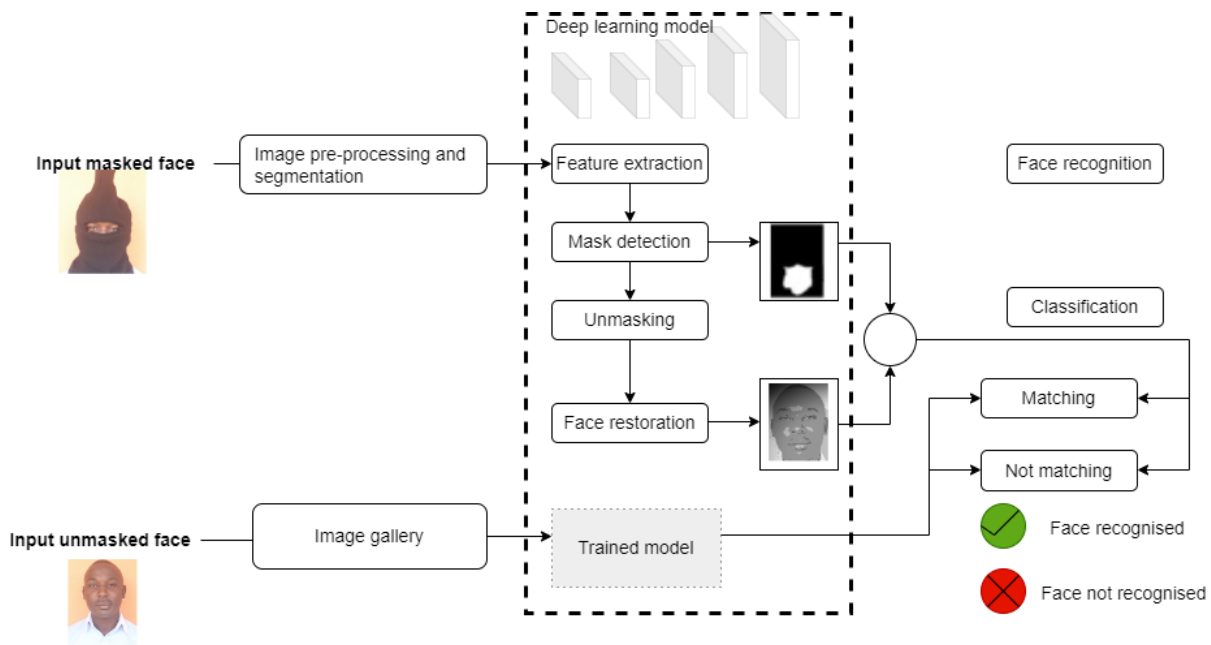 Deep learning model
Input masked face
Image pre-processing and
segmentation
Feature extraction
Face recognition
Mask detection
Unmasking
Classification
Face restoration
Matching
Not matching
Input unmasked face
Image gallery
Trained model
Face recognised
Face not recognised